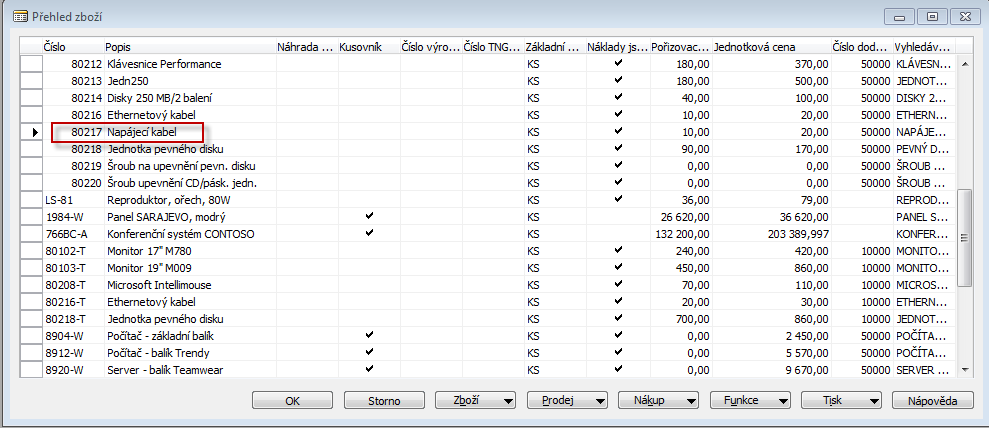 Přehled zboží
Číslo Popis Náhrada ... Kusovník Číslo výro... Číslo TNG... Základní ... Náklady js... Pořizovac... Jednotková cena Číslo dod... Vyhledáv...
80212 Klávesnice Performance KS 180,00 370,00 50000 KLÁVESN...
80213 Jedn250 KS 180,00 500,00 50000 JEDNOT...
80214 Disky 250 MB/2 balení KS 40,00 100,00 50000 DISKY 2...
80216 Ethernetový kabel KS 10,00 20,00 50000 ETHERN...
80217 Napájecí kabel KS 10,00 20,00 50000 NAPÁJE...
80218 Jednotka pevného disku KS 90,00 170,00 50000 PEVNÝ D...
80219 Šroub na upevnění pevn. disku KS 0,00 0,00 50000 ŠROUB ...
80220 Šroub upevnění CD/pásk. jedn. KS 0,00 0,00 50000 ŠROUB ...
LS-81 Reproduktor, ořech, 80W KS 36,00 79,00 REPROD...
1984-W Panel SARAJEVO, modrý KS 26 620,00 36 620,00 PANEL S...
766BC-A Konferenční systém CONTOSO KS 132 200,00 203 389,997 KONFER...
80102-T Monitor 17" M780 KS 240,00 420,00 10000 MONITO...
80103-T Monitor 19" M009 KS 450,00 860,00 10000 MONITO...
80208-T Microsoft Intellimouse KS 70,00 110,00 10000 MICROS...
80216-T Ethernetový kabel KS 20,00 30,00 10000 ETHERN...
80218-T Jednotka pevného disku KS 700,00 860,00 10000 JEDNOT...
8904-W Počítač - základní balík KS 0,00 2 450,00 50000 POČÍTA...
8912-W Počítač - balík Trendy KS 0,00 5 570,00 50000 POČÍTA...
8920-W Server - balík Teamwear KS 0,00 9 670,00 50000 SERVER ...
OK Storno Zboží Prodej Nákup Funkce Tisk Nápověda